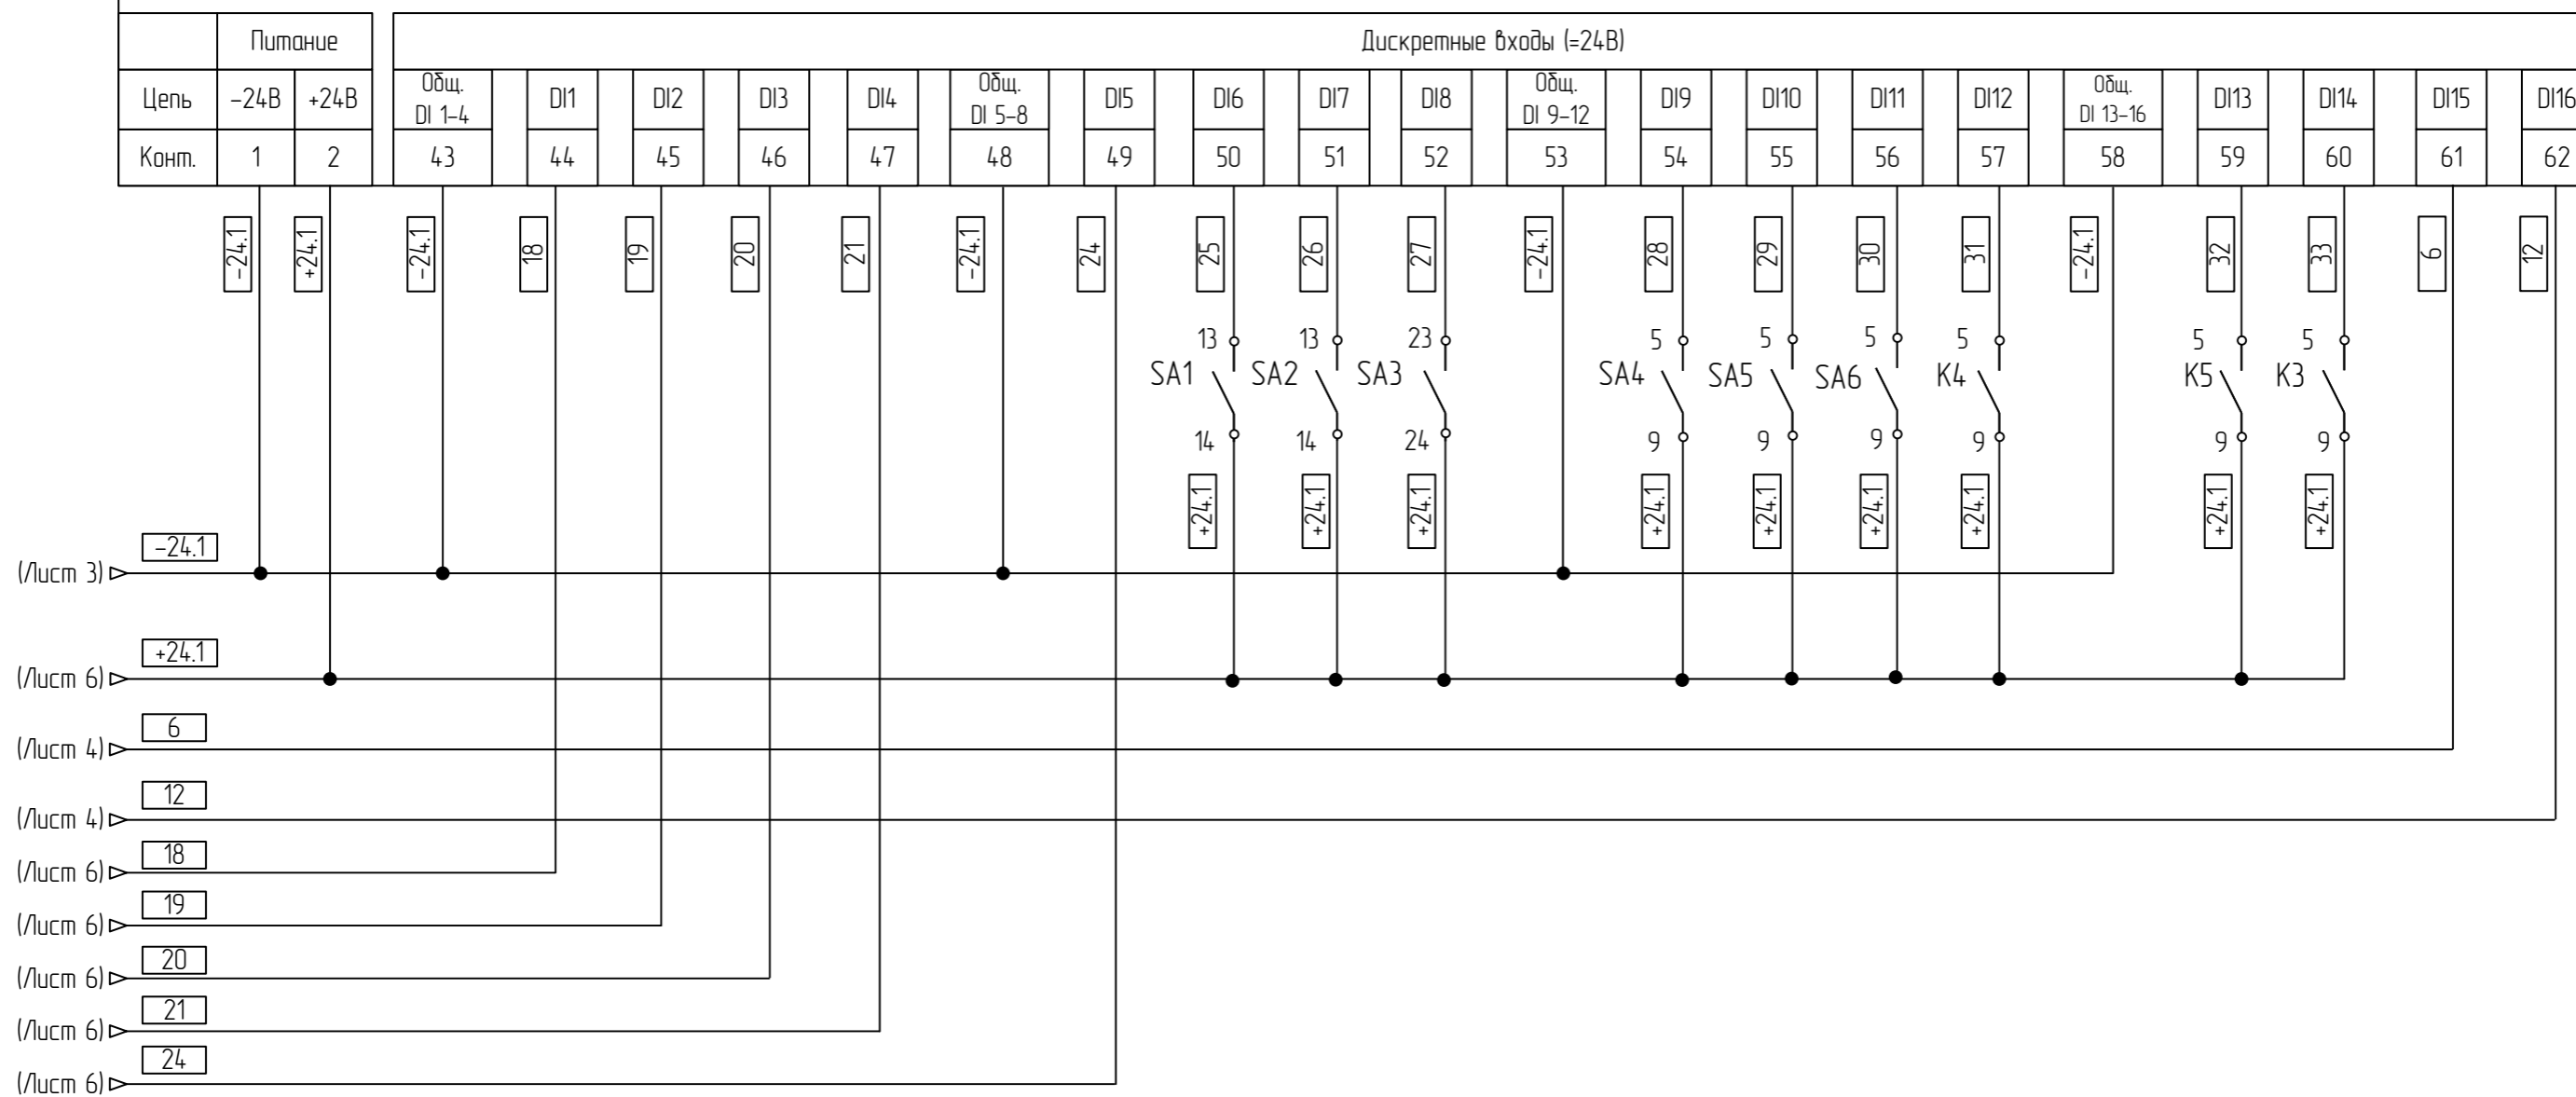 Питание Дискретные входы (=24В)
Цепь -24В +24В Общ. DI 1-4 DI1 DI2 DI3 DI4 Общ. DI 5-8 DI5 DI6 DI7 DI8 Общ. DI 9-12 DI9 DI10 DI11 DI12 Общ. DI 13-16 DI13 DI14 DI15 DI16
Конт. 1 2 43 44 45 46 47 48 49 50 51 52 53 54 55 56 57 58 59 60 61 62
-24.1 +24.1 -24.1 18 19 20 21 -24.1 24 25 26 27 -24.1 28 29 30 31 -24.1 32 33 6 12
13 13 23 5 5 5 5 5 5
SA1 SA2 SA3 SA4 SA5 SA6 K4 K5 K3
14 14 24 9 9 9 9 9 9
+24.1 +24.1 +24.1 +24.1 +24.1 +24.1 +24.1 +24.1 +24.1
-24.1
(Лист 3)
+24.1
(Лист 6)
6
(Лист 4)
12
(Лист 4)
18
(Лист 6)
19
(Лист 6)
20
(Лист 6)
21
(Лист 6)
24
(Лист 6)